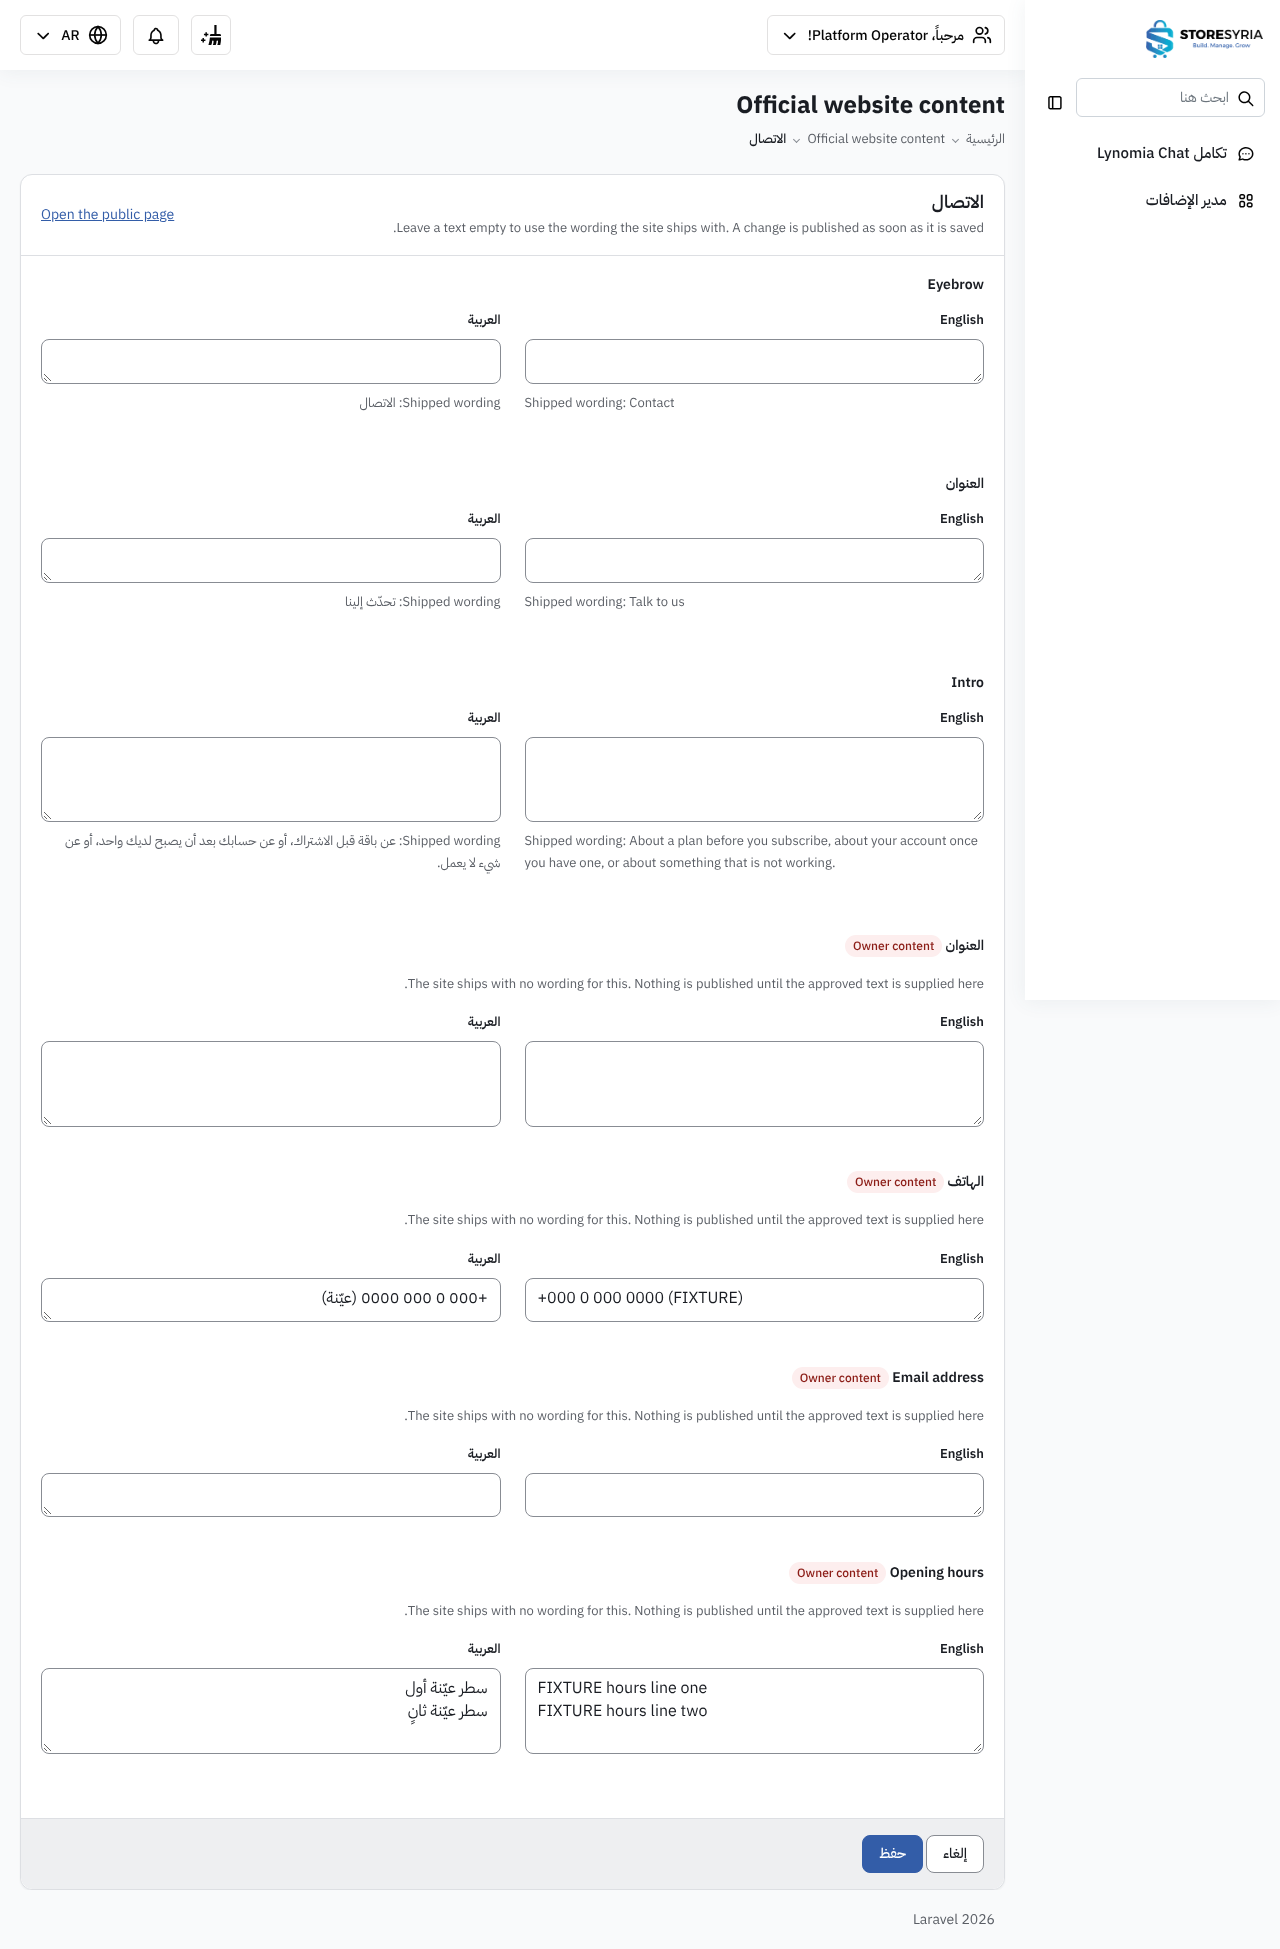 STORESYRIA
Build. Manage. Grow
ابحث هنا
تكامل Lynomia Chat
مدير الإضافات
مرحباً، Platform Operator!
AR
Official website content
الرئيسية
Official website content
الاتصال
الاتصال
Leave a text empty to use the wording the site ships with. A change is published as soon as it is saved.
Open the public page
Eyebrow
English
العربية
Shipped wording: Contact
Shipped wording: الاتصال
العنوان
English
العربية
Shipped wording: Talk to us
Shipped wording: تحدّث إلينا
Intro
English
العربية
Shipped wording: About a plan before you subscribe, about your account once
you have one, or about something that is not working.
Shipped wording: عن باقة قبل الاشتراك، أو عن حسابك بعد أن يصبح لديك واحد، أو عن
شيء لا يعمل.
العنوان Owner content
The site ships with no wording for this. Nothing is published until the approved text is supplied here.
English
العربية
الهاتف Owner content
The site ships with no wording for this. Nothing is published until the approved text is supplied here.
English
العربية
+000 0 000 0000 (FIXTURE)
+000 0 000 0000 (عيّنة)
Email address Owner content
The site ships with no wording for this. Nothing is published until the approved text is supplied here.
English
العربية
Opening hours Owner content
The site ships with no wording for this. Nothing is published until the approved text is supplied here.
English
العربية
FIXTURE hours line one
FIXTURE hours line two
سطر عيّنة أول
سطر عيّنة ثانٍ
إلغاء
حفظ
Laravel 2026